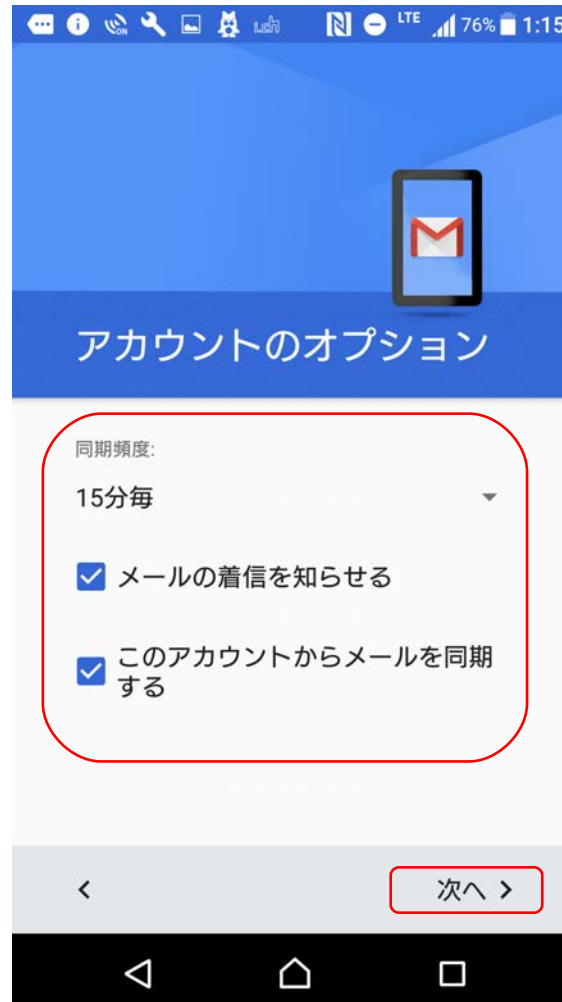 LTE 76% 1:15
アカウントのオプション
同期頻度:
15分毎
メールの着信を知らせる
このアカウントからメールを同期
する
次へ